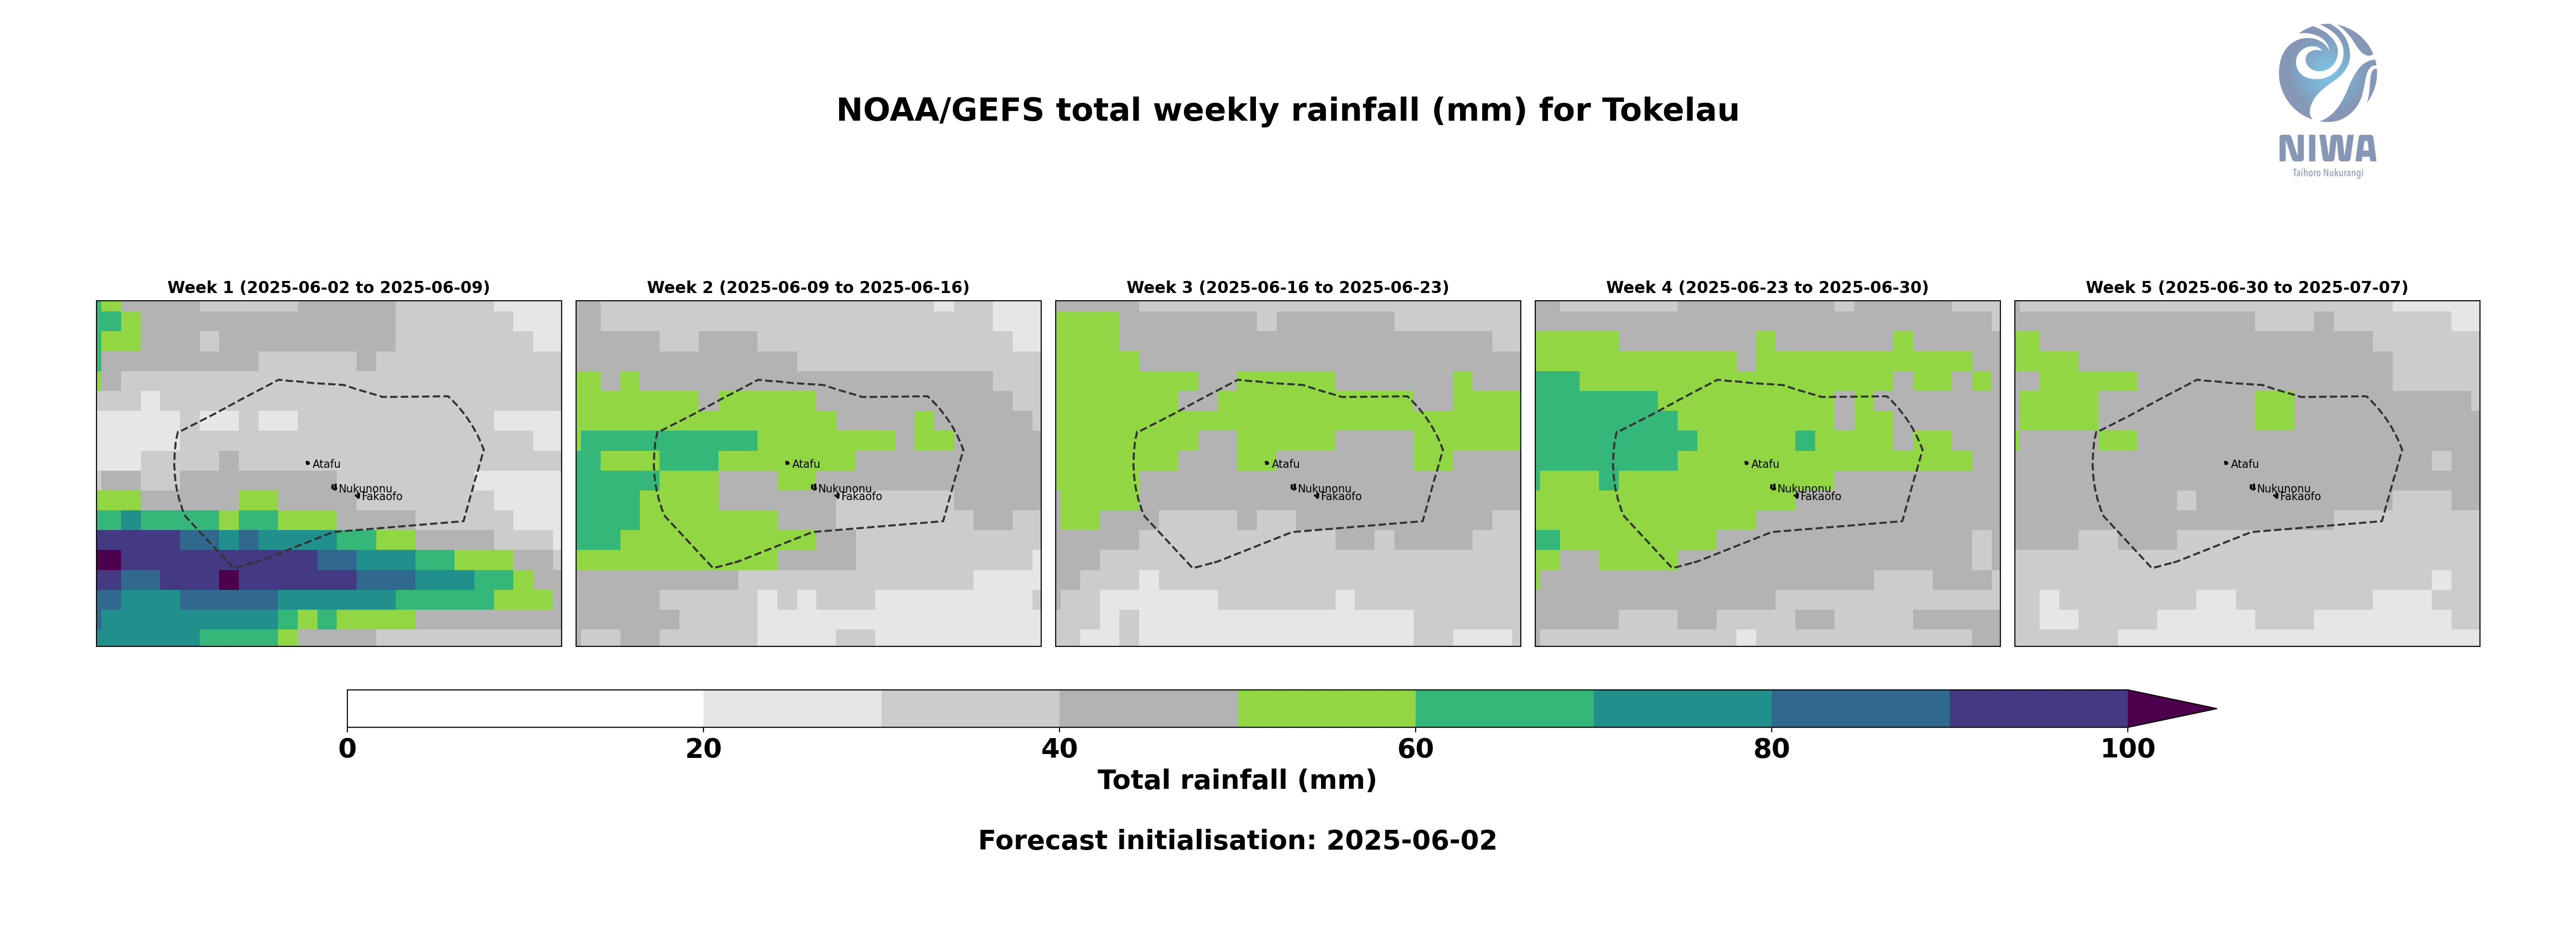 NOAA/GEFS total weekly rainfall (mm) for Tokelau
NIWA
Taihoro Nukurangi
Week 1 (2025-06-02 to 2025-06-09)
Atafu
Nukunonu
Fakaofo
Week 2 (2025-06-09 to 2025-06-16)
Atafu
Nukunonu
Fakaofo
Week 3 (2025-06-16 to 2025-06-23)
Atafu
Nukunonu
Fakaofo
Week 4 (2025-06-23 to 2025-06-30)
Atafu
Nukunonu
Fakaofo
Week 5 (2025-06-30 to 2025-07-07)
Atafu
Nukunonu
Fakaofo
0 20 40 60 80 100
Total rainfall (mm)
Forecast initialisation: 2025-06-02